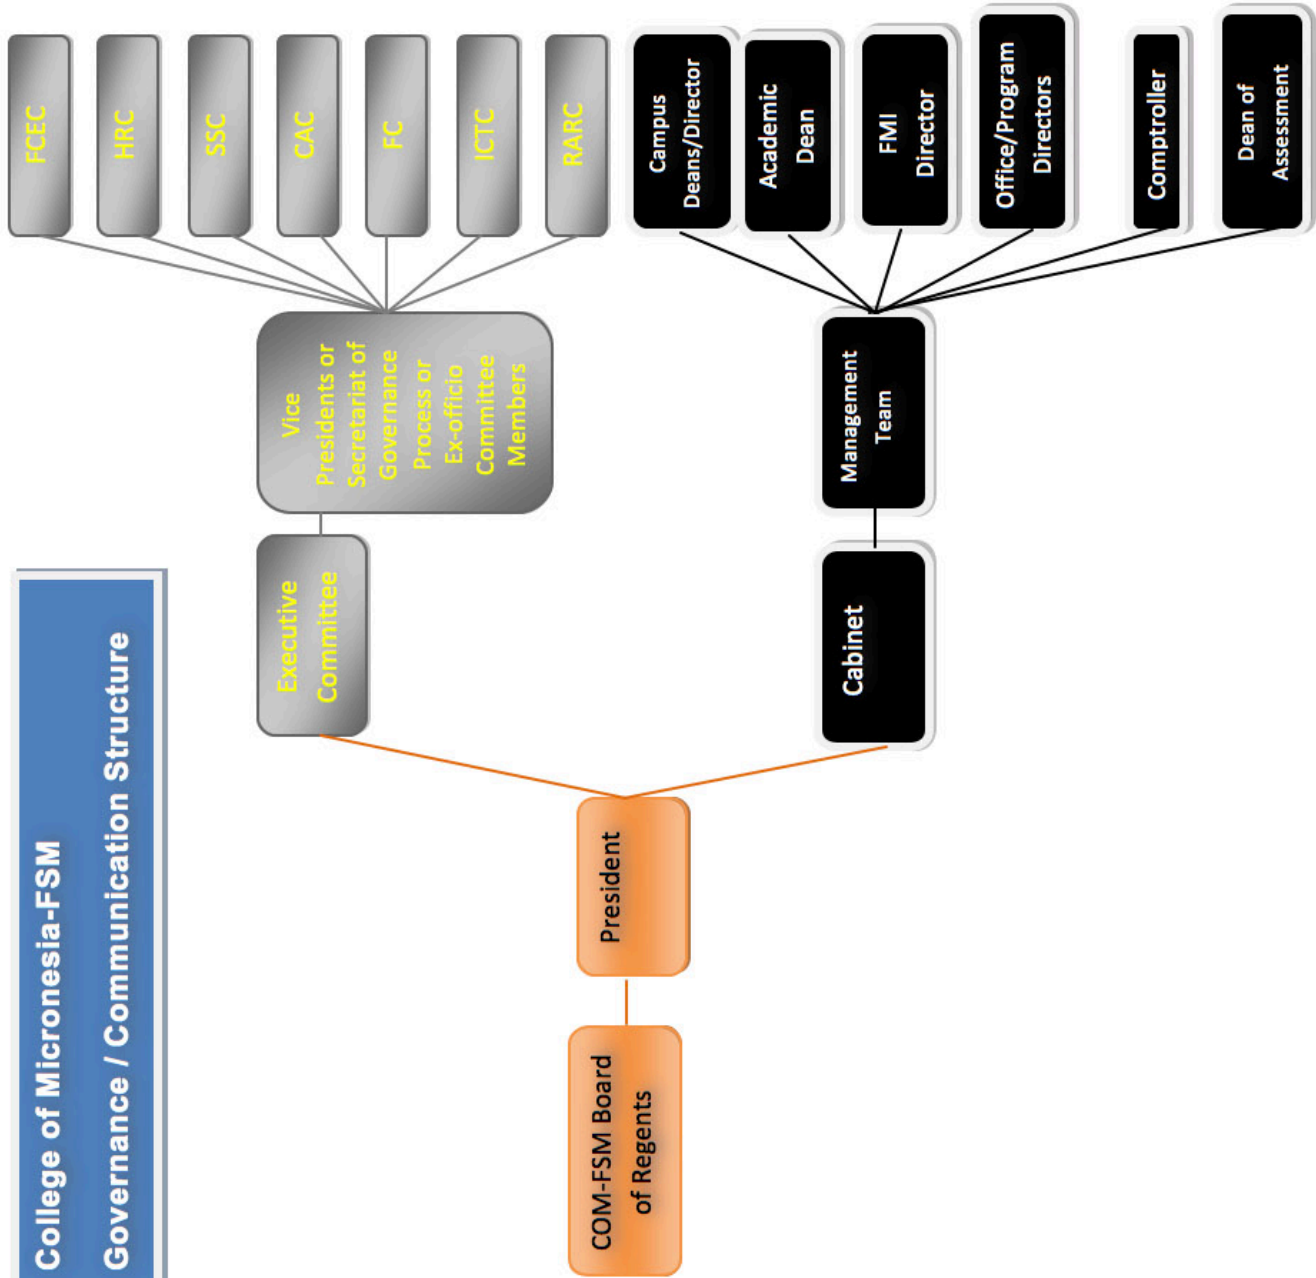 College of Micronesia-FSM
Governance / Communication Structure
COM-FSM Board
of Regents
President
Executive
Committee
Vice
Presidents or
Secretariat of
Governance
Process or
Ex-officio
Committee
Members
FCEC
HRC
SSC
CAC
FC
ICTC
RARC
Cabinet
Management
Team
Campus
Deans/Director
Academic
Dean
FMI
Director
Office/Program
Directors
Comptroller
Dean of
Assessment